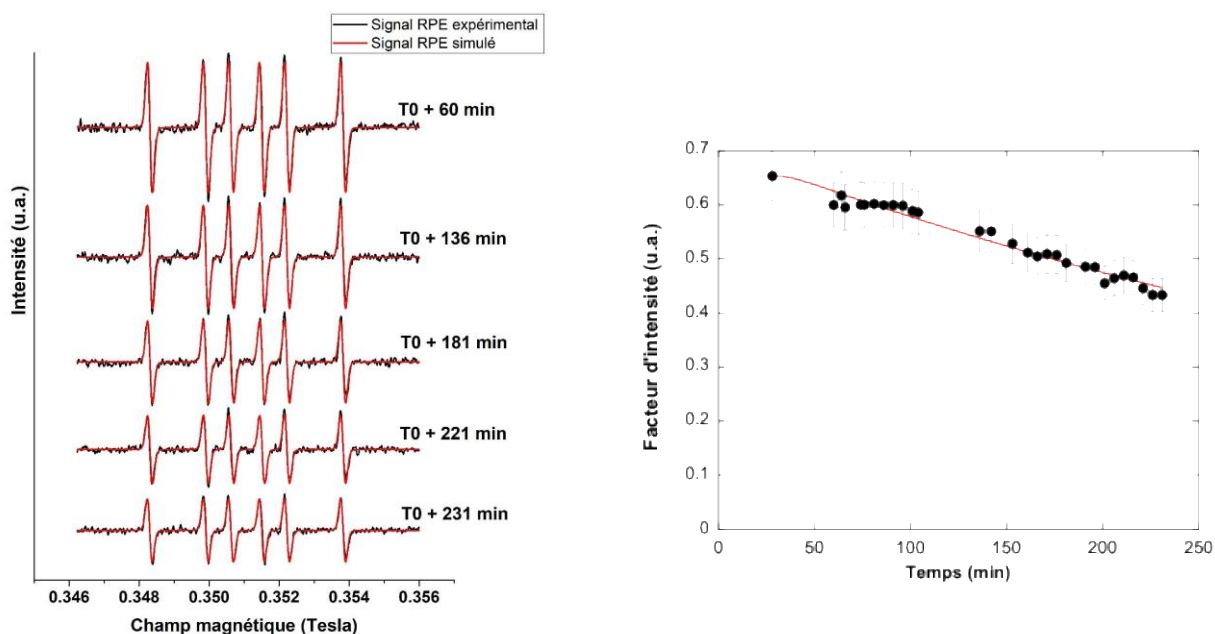 Signal RPE expérimental
Signal RPE simulé
T0 + 60 min
T0 + 136 min
T0 + 181 min
T0 + 221 min
T0 + 231 min
Intensité (u.a.)
0.346 0.348 0.350 0.352 0.354 0.356
Champ magnétique (Tesla)
0.7
0.6
0.5
0.4
0.3
0.2
0.1
0
Facteur d'intensité (u.a.)
0 50 100 150 200 250
Temps (min)